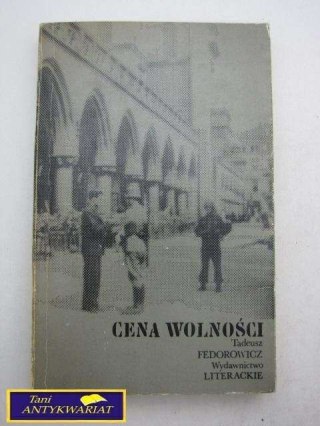 CENA WOLNOŚCI
Tadeusz
FEDOROWICZ
Wydawnictwo
LITERACKIE
Tani
ANTYKWARIAT